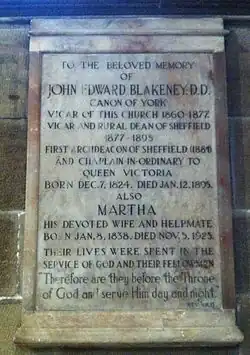 TO THE BELOVED MEMORY
OF
JOHN EDWARD BLAKENEY, D.D.
CANON OF YORK
VICAR OF THIS CHURCH 1860-1877
VICAR AND RURAL DEAN OF SHEFFIELD
1877-1895
FIRST ARCHDEACON OF SHEFFIELD (1884)
AND CHAPLAIN-IN-ORDINARY TO
QUEEN VICTORIA
BORN DEC. 7, 1824. DIED JAN. 12, 1895.
ALSO
MARTHA
HIS DEVOTED WIFE AND HELPMATE
BORN JAN. 8, 1838. DIED NOV. 5, 1925.
THEIR LIVES WERE SPENT IN THE
SERVICE OF GOD AND THEIR FELLOWMEN
"Therefore are they before the Throne
of God and serve Him day and night."